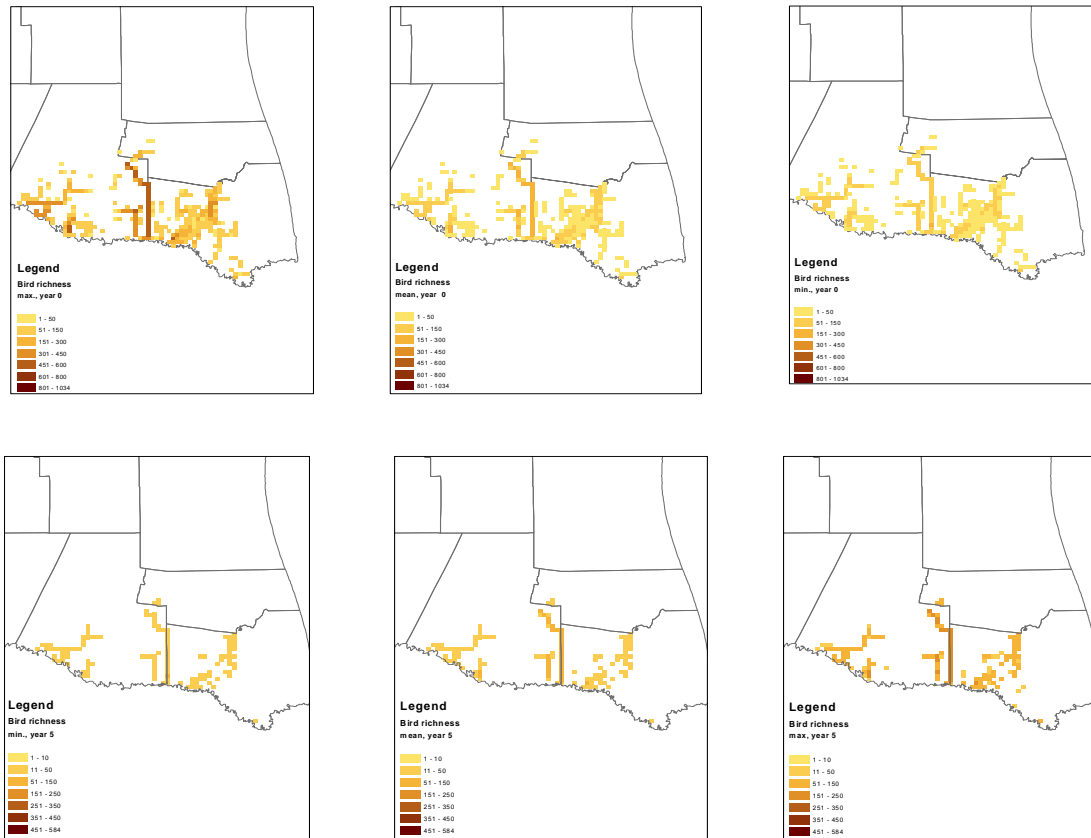 Legend
Bird richness
max., year 0
1 - 50
51 - 150
151 - 300
301 - 450
451 - 600
601 - 800
801 - 1034
Legend
Bird richness
mean, year 0
1 - 50
51 - 150
151 - 300
301 - 450
451 - 600
601 - 800
801 - 1034
Legend
Bird richness
min., year 0
1 - 50
51 - 150
151 - 300
301 - 450
451 - 600
601 - 800
801 - 1034
Legend
Bird richness
min., year 5
1 - 10
11 - 50
51 - 150
151 - 250
251 - 350
351 - 450
451 - 584
Legend
Bird richness
mean, year 5
1 - 10
11 - 50
51 - 150
151 - 250
251 - 350
351 - 450
451 - 584
Legend
Bird richness
max, year 5
1 - 10
11 - 50
51 - 150
151 - 250
251 - 350
351 - 450
451 - 584